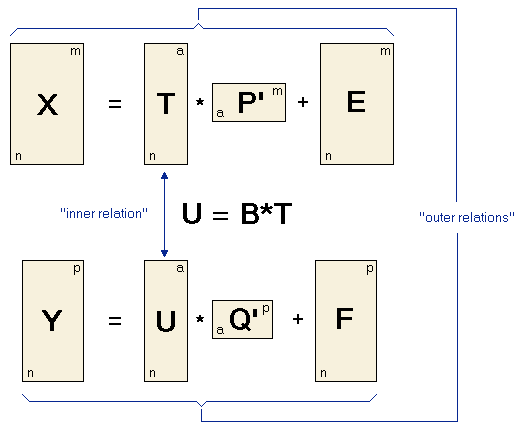 m a m
X = T * P' m + E
n n a n
"inner relation" U = B*T "outer relations"
p a p
Y = U * Q' p + F
n n a n